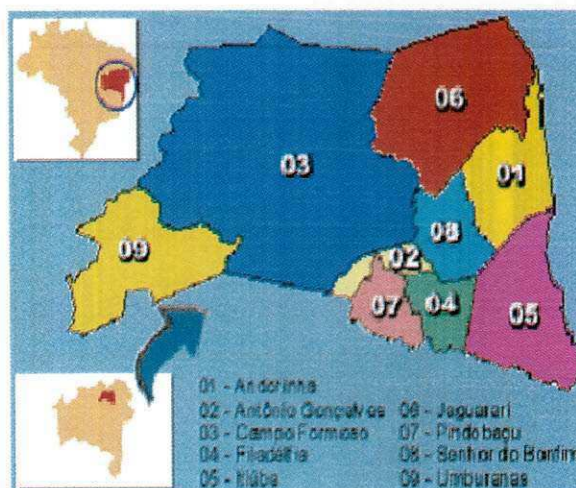 06
03
01
09
08
02
07
04
05
01 - Andorinha
02 - Antônio Gonçalves
03 - Campo Formoso
04 - Filadélfia
05 - Itiúba
06 - Jaguarari
07 - Pindobaçu
08 - Senhor do Bonfim
09 - Umburanas